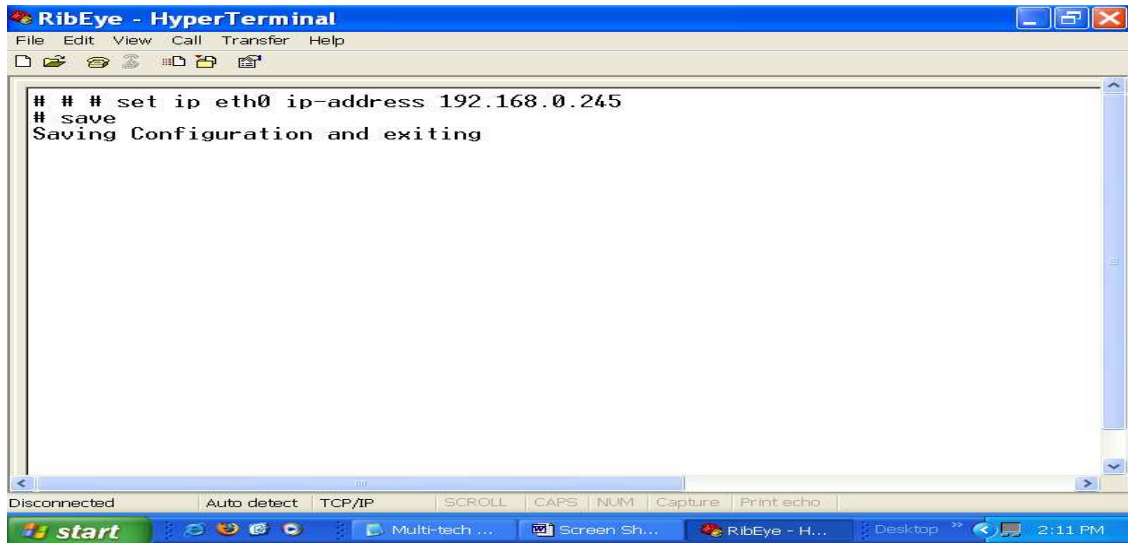 RibEye - HyperTerminal
File Edit View Call Transfer Help
# # # set ip eth0 ip-address 192.168.0.245
# save
Saving Configuration and exiting
Disconnected Auto detect TCP/IP SCROLL CAPS NUM Capture Print echo
start Multi-tech ... Screen Sh... RibEye - H... Desktop » 2:11 PM